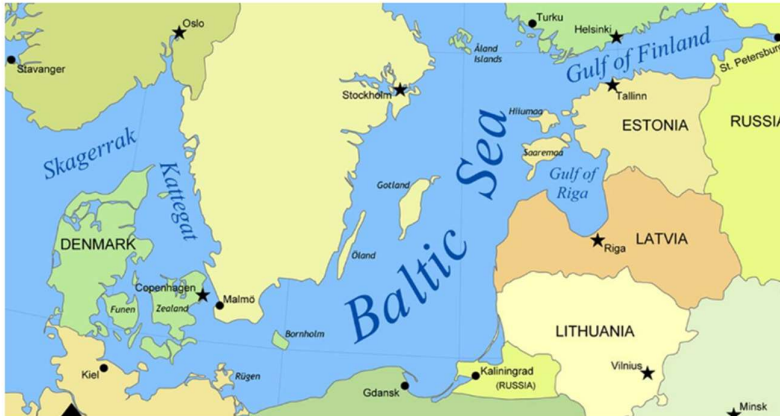 Oslo
Turku
Helsinki
Stavanger
Åland
Islands
Gulf of Finland
St. Petersburg
Stockholm
Tallinn
Skagerrak
Kattegat
Hiiumaa
ESTONIA
RUSSIA
Saaremaa
Baltic Sea
Gulf of
Riga
Gotland
DENMARK
Öland
Riga
LATVIA
Copenhagen
Malmö
Funen
Zealand
Bornholm
LITHUANIA
Kiel
Rügen
Gdansk
Kaliningrad
(RUSSIA)
Vilnius
Minsk